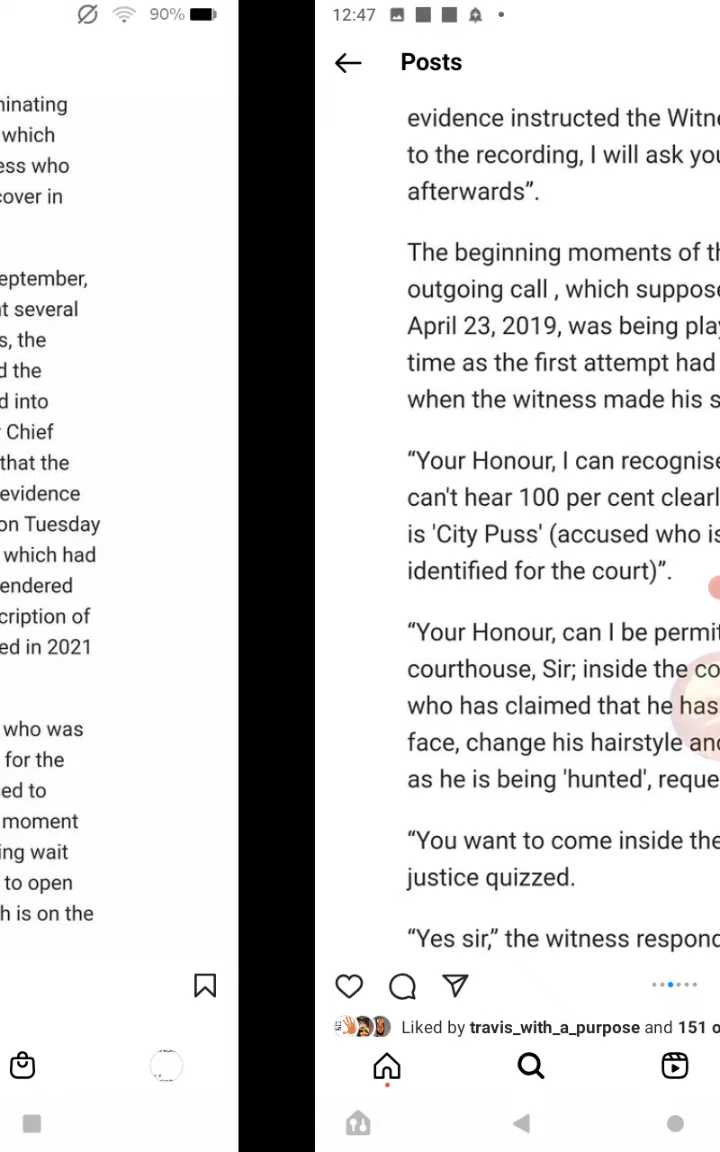 90%
ninating
which
ess who
cover in
eptember,
nt several
s, the
d the
d into
Chief
that the
evidence
on Tuesday
which had
endered
cription of
ed in 2021
who was
for the
sed to
moment
ing wait
to open
h is on the
12:47
Posts
evidence instructed the Witne
to the recording, I will ask you
afterwards”.
The beginning moments of th
outgoing call , which suppose
April 23, 2019, was being play
time as the first attempt had
when the witness made his s
“Your Honour, I can recognise
can't hear 100 per cent clearl
is 'City Puss' (accused who is
identified for the court)”.
“Your Honour, can I be permit
courthouse, Sir; inside the co
who has claimed that he has
face, change his hairstyle and
as he is being 'hunted', reque
“You want to come inside the
justice quizzed.
“Yes sir,” the witness respond
Liked by travis_with_a_purpose and 151 o